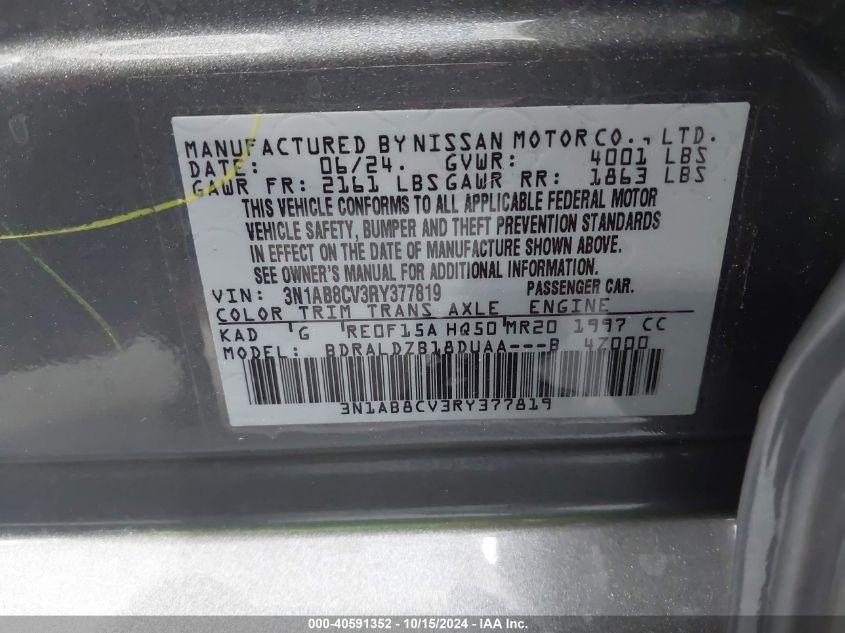 MANUFACTURED BY NISSAN MOTOR CO., LTD.
DATE: 06/24. GVWR: 4001 LBS
GAWR FR: 2161 LBS GAWR RR: 1863 LBS
THIS VEHICLE CONFORMS TO ALL APPLICABLE FEDERAL MOTOR
VEHICLE SAFETY, BUMPER AND THEFT PREVENTION STANDARDS
IN EFFECT ON THE DATE OF MANUFACTURE SHOWN ABOVE.
SEE OWNER'S MANUAL FOR ADDITIONAL INFORMATION.
VIN: 3N1AB8CV3RY377819 PASSENGER CAR.
COLOR TRIM TRANS AXLE ENGINE
KAD 'G RE0F15A HQ50 MR20 1997 CC
MODEL: BDRALDZB18DUAA---B 4Z000
3N1AB8CV3RY377819
000-40591352 - 10/15/2024 - IAA Inc.